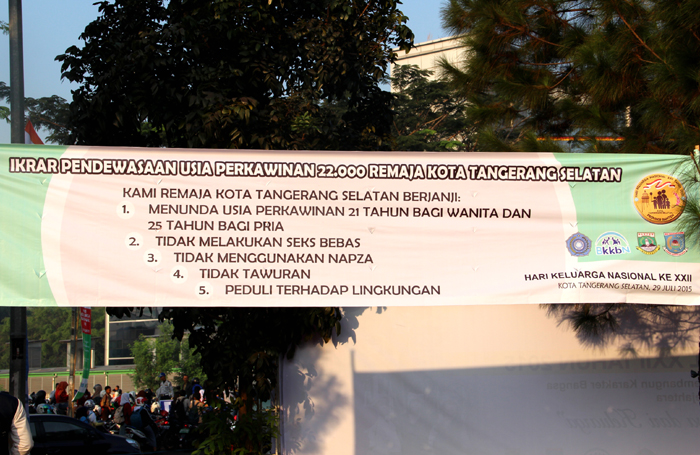 IKRAR PENDEWASAAN USIA PERKAWINAN 22.000 REMAJA KOTA TANGERANG SELATAN
KAMI REMAJA KOTA TANGERANG SELATAN BERJANJI:
1. MENUNDA USIA PERKAWINAN 21 TAHUN BAGI WANITA DAN
25 TAHUN BAGI PRIA
2. TIDAK MELAKUKAN SEKS BEBAS
3. TIDAK MENGGUNAKAN NAPZA
4. TIDAK TAWURAN
5. PEDULI TERHADAP LINGKUNGAN
bkkbN
HARI KELUARGA NASIONAL KE XXII
KOTA TANGERANG SELATAN, 29 JULI 2015